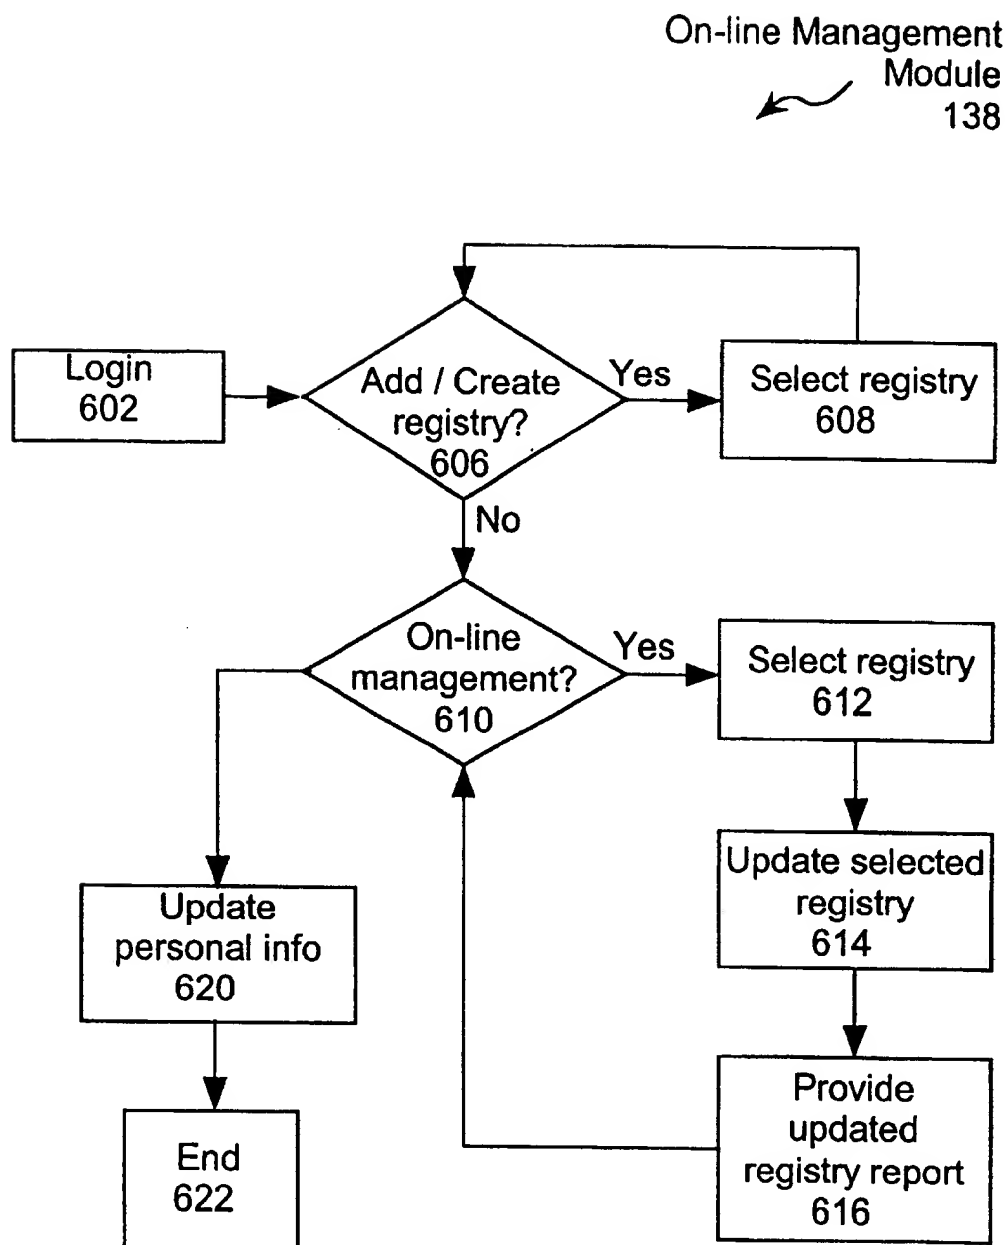 On-line Management
Module
138
Login
602
Add / Create
registry?
606
Yes
Select registry
608
No
On-line
management?
610
Yes
Select registry
612
Update selected
registry
614
Update
personal info
620
Provide
updated
registry report
616
End
622